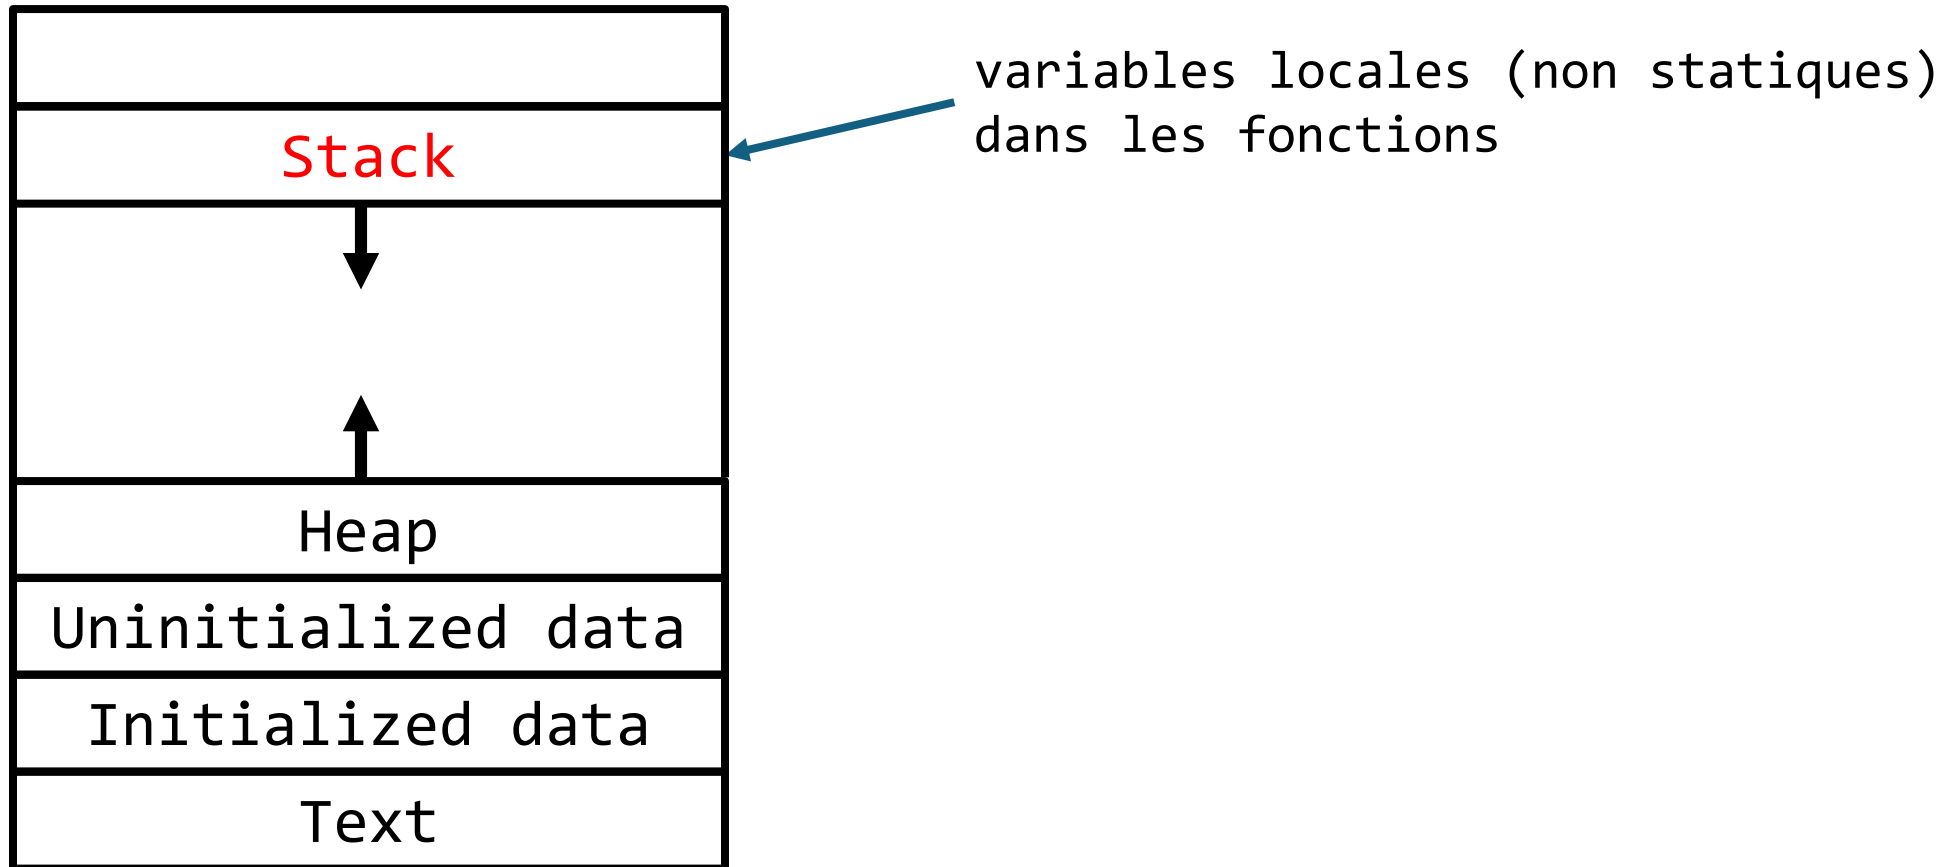 variables locales (non statiques)
dans les fonctions
Stack
Heap
Uninitialized data
Initialized data
Text